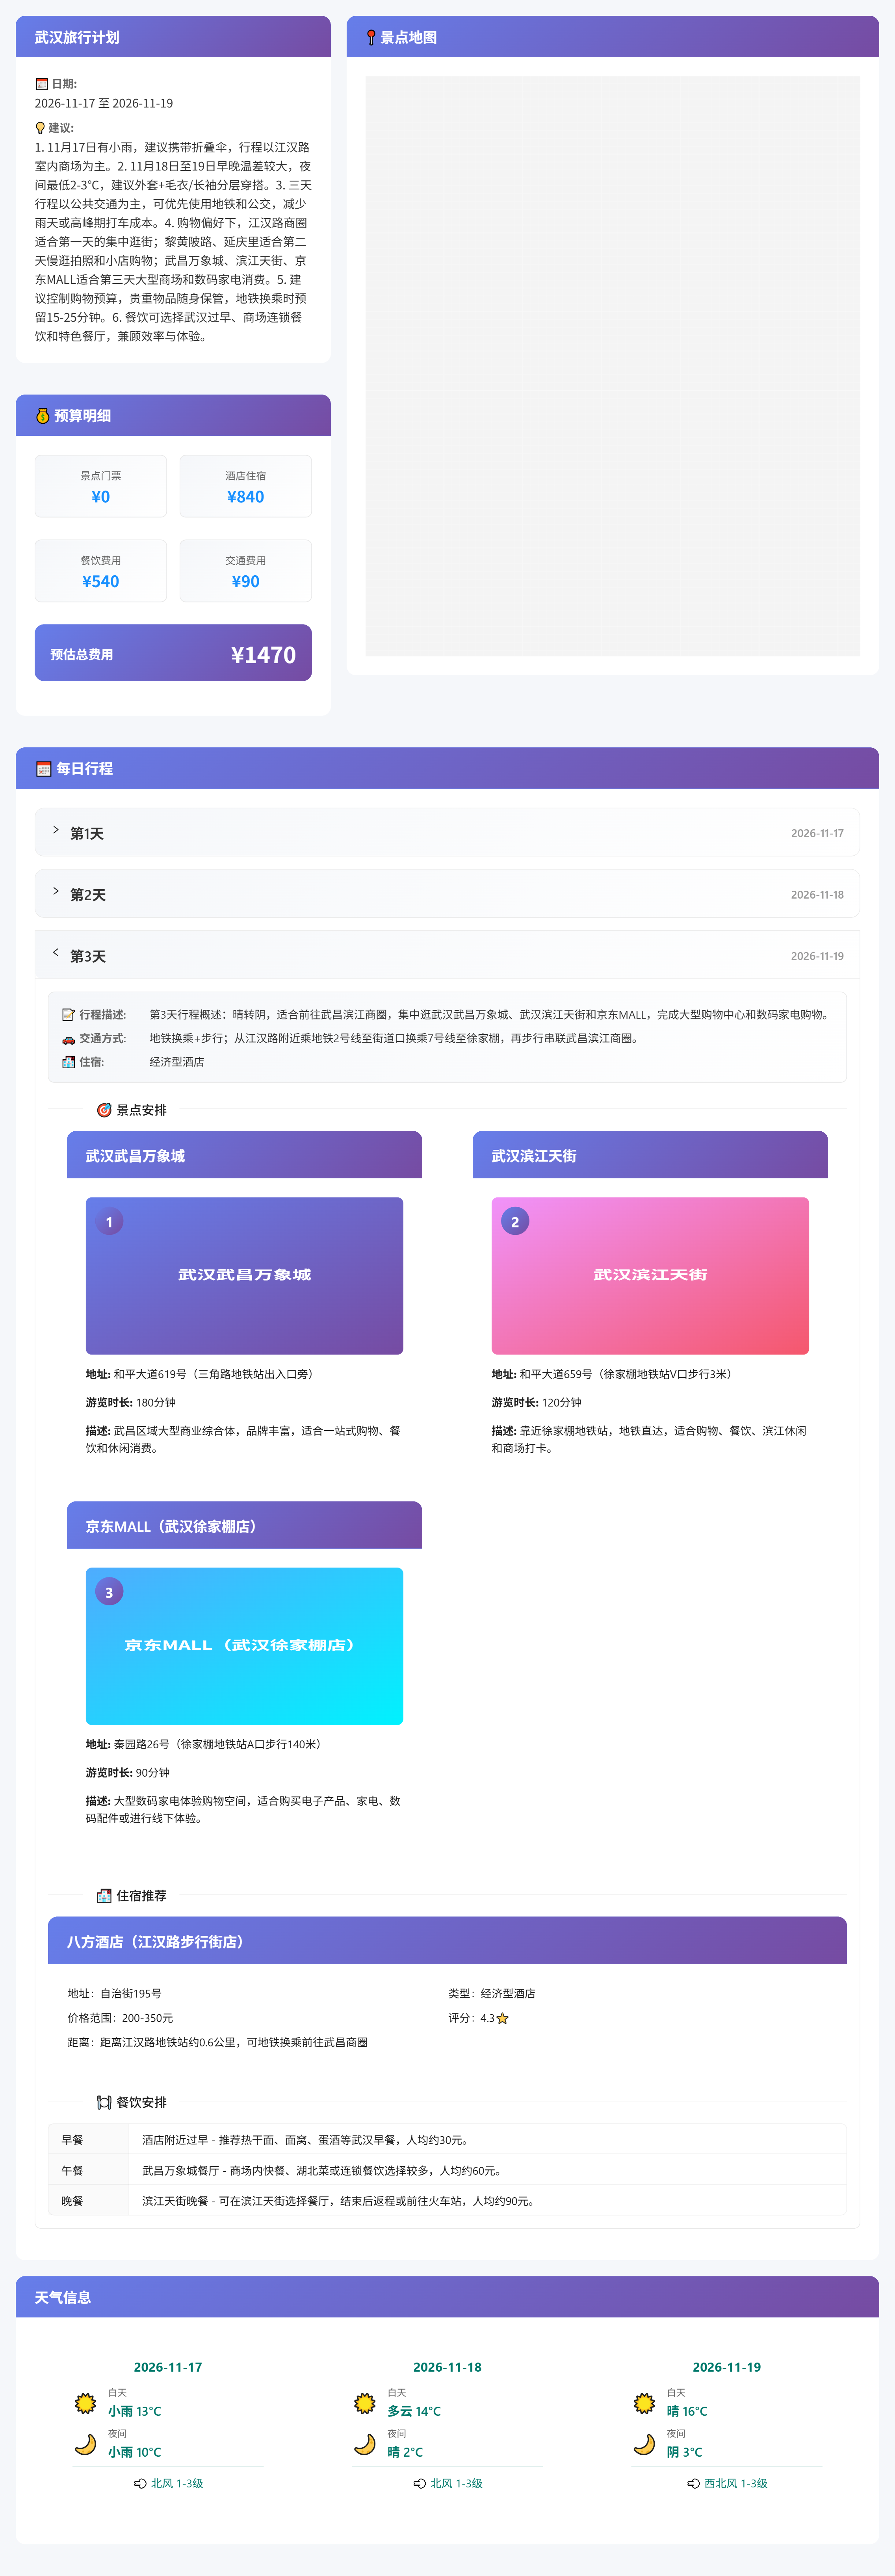 武汉旅行计划
📅 日期:
2026-11-17 至 2026-11-19
💡 建议:
1. 11月17日有小雨，建议携带折叠伞，行程以江汉路
室内商场为主。2. 11月18日至19日早晚温差较大，夜
间最低2-3℃，建议外套+毛衣/长袖分层穿搭。3. 三天
行程以公共交通为主，可优先使用地铁和公交，减少
雨天或高峰期打车成本。4. 购物偏好下，江汉路商圈
适合第一天的集中逛街；黎黄陂路、延庆里适合第二
天慢逛拍照和小店购物；武昌万象城、滨江天街、京
东MALL适合第三天大型商场和数码家电消费。5. 建
议控制购物预算，贵重物品随身保管，地铁换乘时预
留15-25分钟。6. 餐饮可选择武汉过早、商场连锁餐
饮和特色餐厅，兼顾效率与体验。
💰 预算明细
景点门票
¥0
酒店住宿
¥840
餐饮费用
¥540
交通费用
¥90
预估总费用
¥1470
📍 景点地图
📅 每日行程
第1天
2026-11-17
第2天
2026-11-18
第3天
2026-11-19
📝 行程描述: 第3天行程概述：晴转阴，适合前往武昌滨江商圈，集中逛武汉武昌万象城、武汉滨江天街和京东MALL，完成大型购物中心和数码家电购物。
🚗 交通方式: 地铁换乘+步行；从江汉路附近乘地铁2号线至街道口换乘7号线至徐家棚，再步行串联武昌滨江商圈。
🏨 住宿: 经济型酒店
🎯 景点安排
武汉武昌万象城
1
武汉武昌万象城
地址: 和平大道619号（三角路地铁站出入口旁）
游览时长: 180分钟
描述: 武昌区域大型商业综合体，品牌丰富，适合一站式购物、餐
饮和休闲消费。
武汉滨江天街
2
武汉滨江天街
地址: 和平大道659号（徐家棚地铁站V口步行3米）
游览时长: 120分钟
描述: 靠近徐家棚地铁站，地铁直达，适合购物、餐饮、滨江休闲
和商场打卡。
京东MALL（武汉徐家棚店）
3
京东MALL（武汉徐家棚店）
地址: 秦园路26号（徐家棚地铁站A口步行140米）
游览时长: 90分钟
描述: 大型数码家电体验购物空间，适合购买电子产品、家电、数
码配件或进行线下体验。
🏨 住宿推荐
八方酒店（江汉路步行街店）
地址：自治街195号
类型：经济型酒店
价格范围：200-350元
评分：4.3⭐
距离：距离江汉路地铁站约0.6公里，可地铁换乘前往武昌商圈
🍽️ 餐饮安排
早餐 酒店附近过早 - 推荐热干面、面窝、蛋酒等武汉早餐，人均约30元。
午餐 武昌万象城餐厅 - 商场内快餐、湖北菜或连锁餐饮选择较多，人均约60元。
晚餐 滨江天街晚餐 - 可在滨江天街选择餐厅，结束后返程或前往火车站，人均约90元。
天气信息
2026-11-17
白天
小雨 13°C
夜间
小雨 10°C
北风 1-3级
2026-11-18
白天
多云 14°C
夜间
晴 2°C
北风 1-3级
2026-11-19
白天
晴 16°C
夜间
阴 3°C
西北风 1-3级